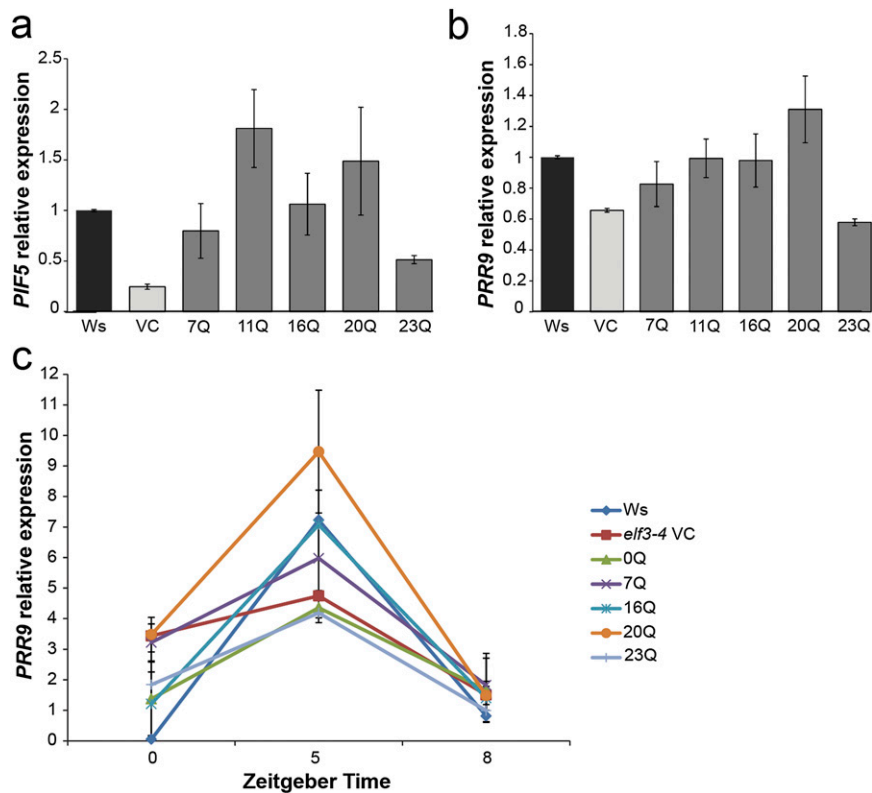 a
PIF5 relative expression
2.5
2
1.5
1
0.5
0
Ws VC 7Q 11Q 16Q 20Q 23Q
b
PRR9 relative expression
1.8
1.6
1.4
1.2
1
0.8
0.6
0.4
0.2
0
Ws VC 7Q 11Q 16Q 20Q 23Q
c
PRR9 relative expression
12
11
10
9
8
7
6
5
4
3
2
1
0
0 5 8
Zeitgeber Time
Ws
elf3-4 VC
0Q
7Q
16Q
20Q
23Q